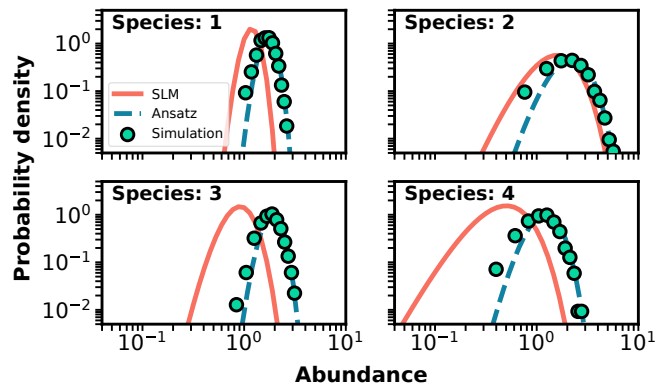 Species: 1
Species: 2
10⁰
10⁻¹
10⁻²
SLM
Ansatz
Simulation
Probability density
Species: 3
Species: 4
10⁰
10⁻¹
10⁻²
10⁻¹ 10⁰ 10¹
10⁻¹ 10⁰ 10¹
Abundance